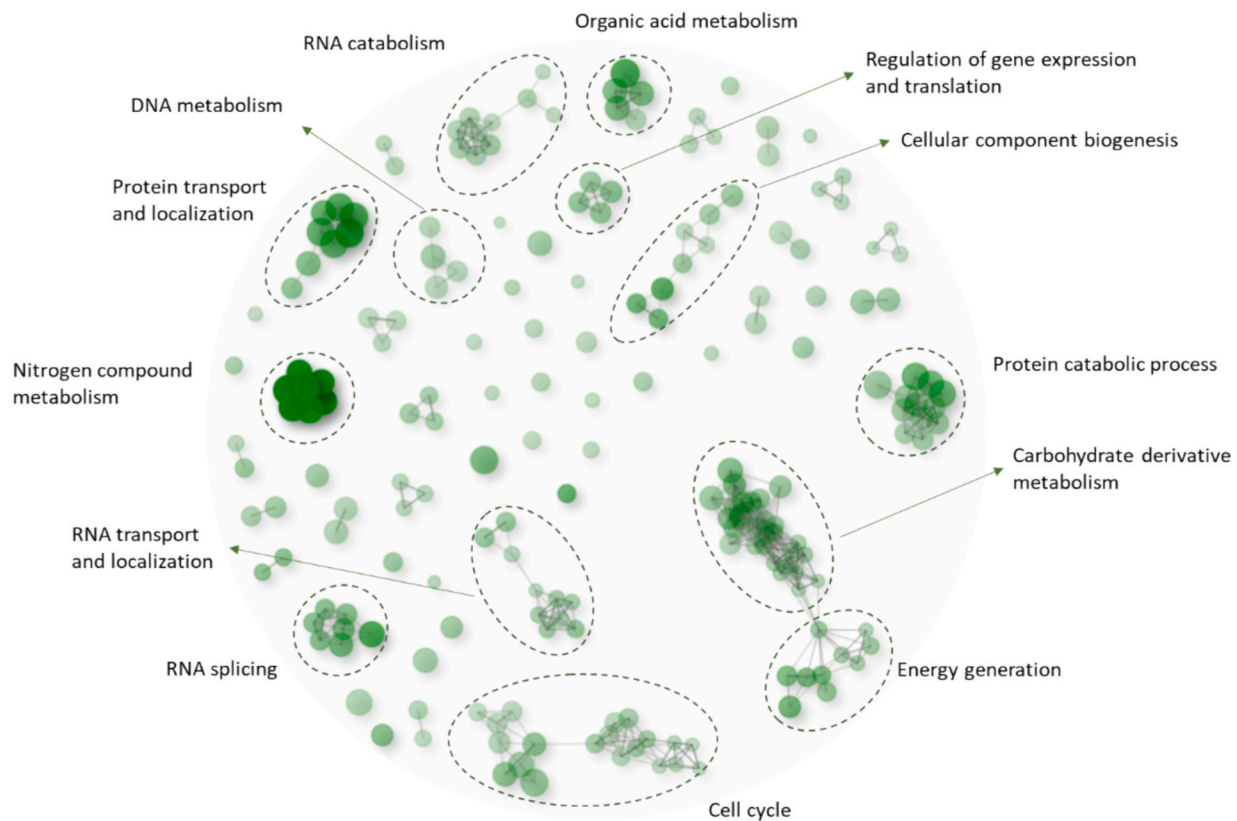 Organic acid metabolism
RNA catabolism
Regulation of gene expression
and translation
DNA metabolism
Cellular component biogenesis
Protein transport
and localization
Nitrogen compound
metabolism
Protein catabolic process
Carbohydrate derivative
metabolism
RNA transport
and localization
RNA splicing
Energy generation
Cell cycle